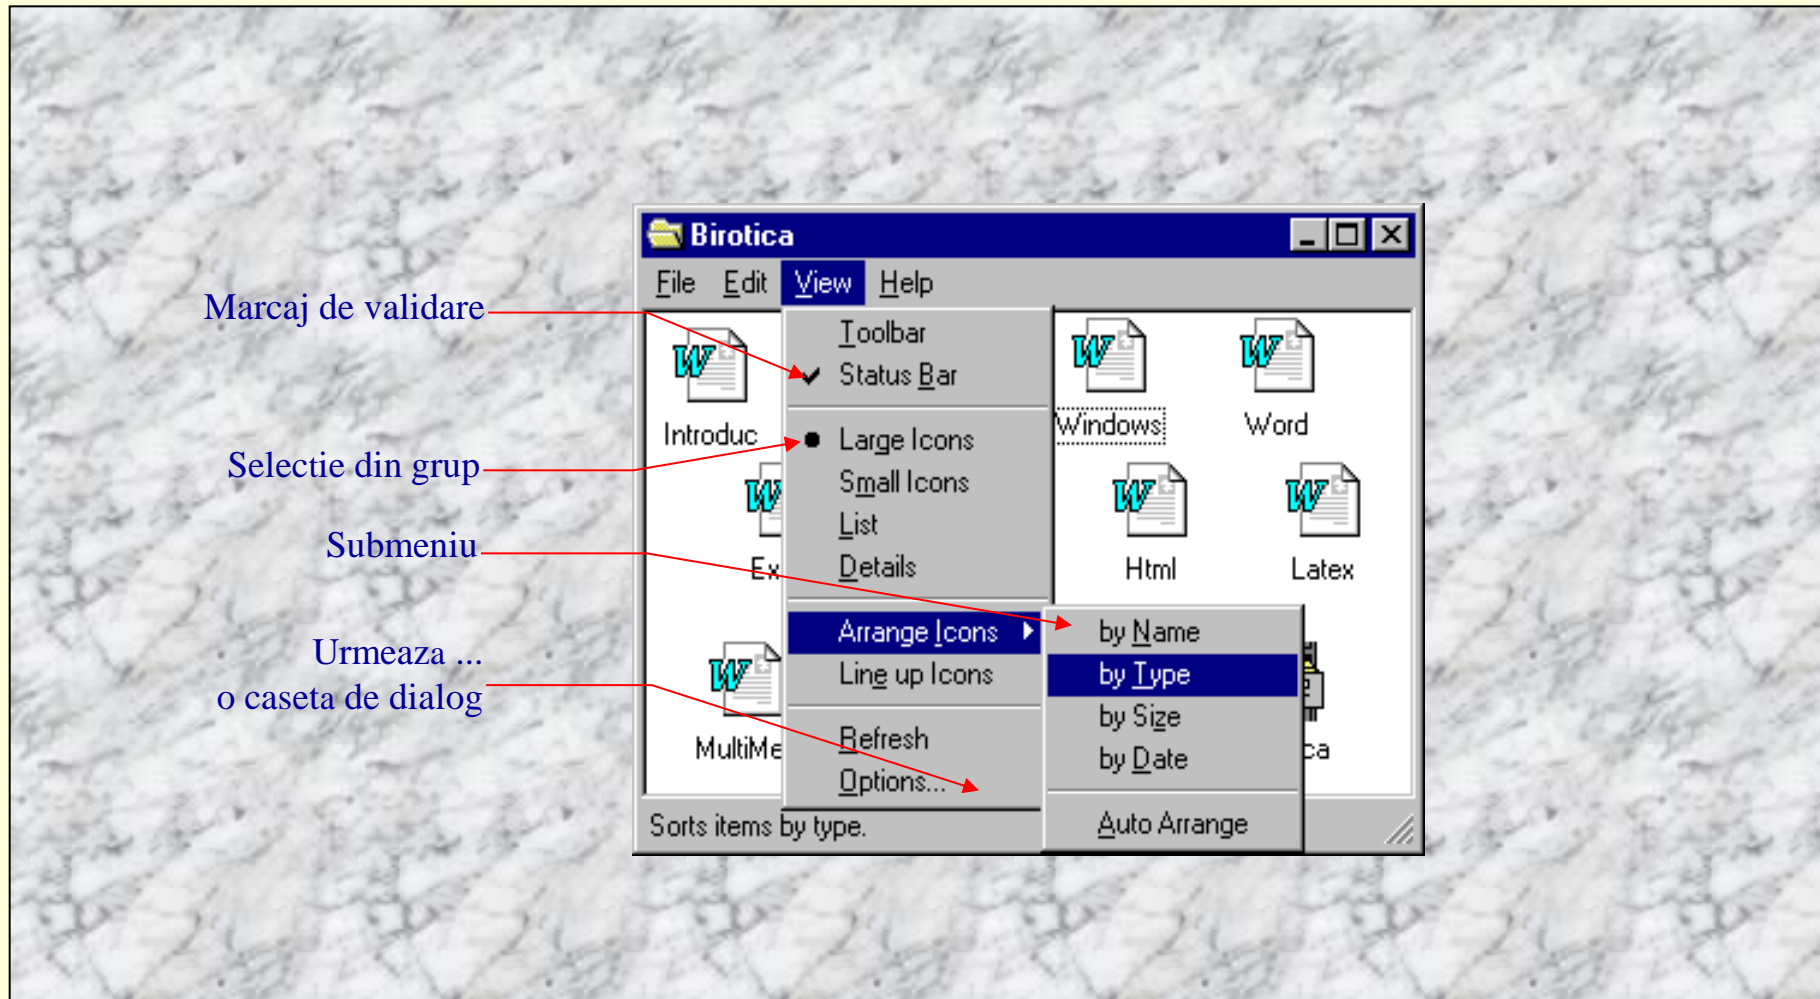 Birotica
File Edit View Help
Marcaj de validare
Selectie din grup
Submeniu
Urmeaza ...
o caseta de dialog
Toolbar
Status Bar
Large Icons
Small Icons
List
Details
Arrange Icons
Line up Icons
Refresh
Options...
by Name
by Type
by Size
by Date
Auto Arrange
Introduc
Windows
Word
Ex
Html
Latex
MultiMe
ca
Sorts items by type.